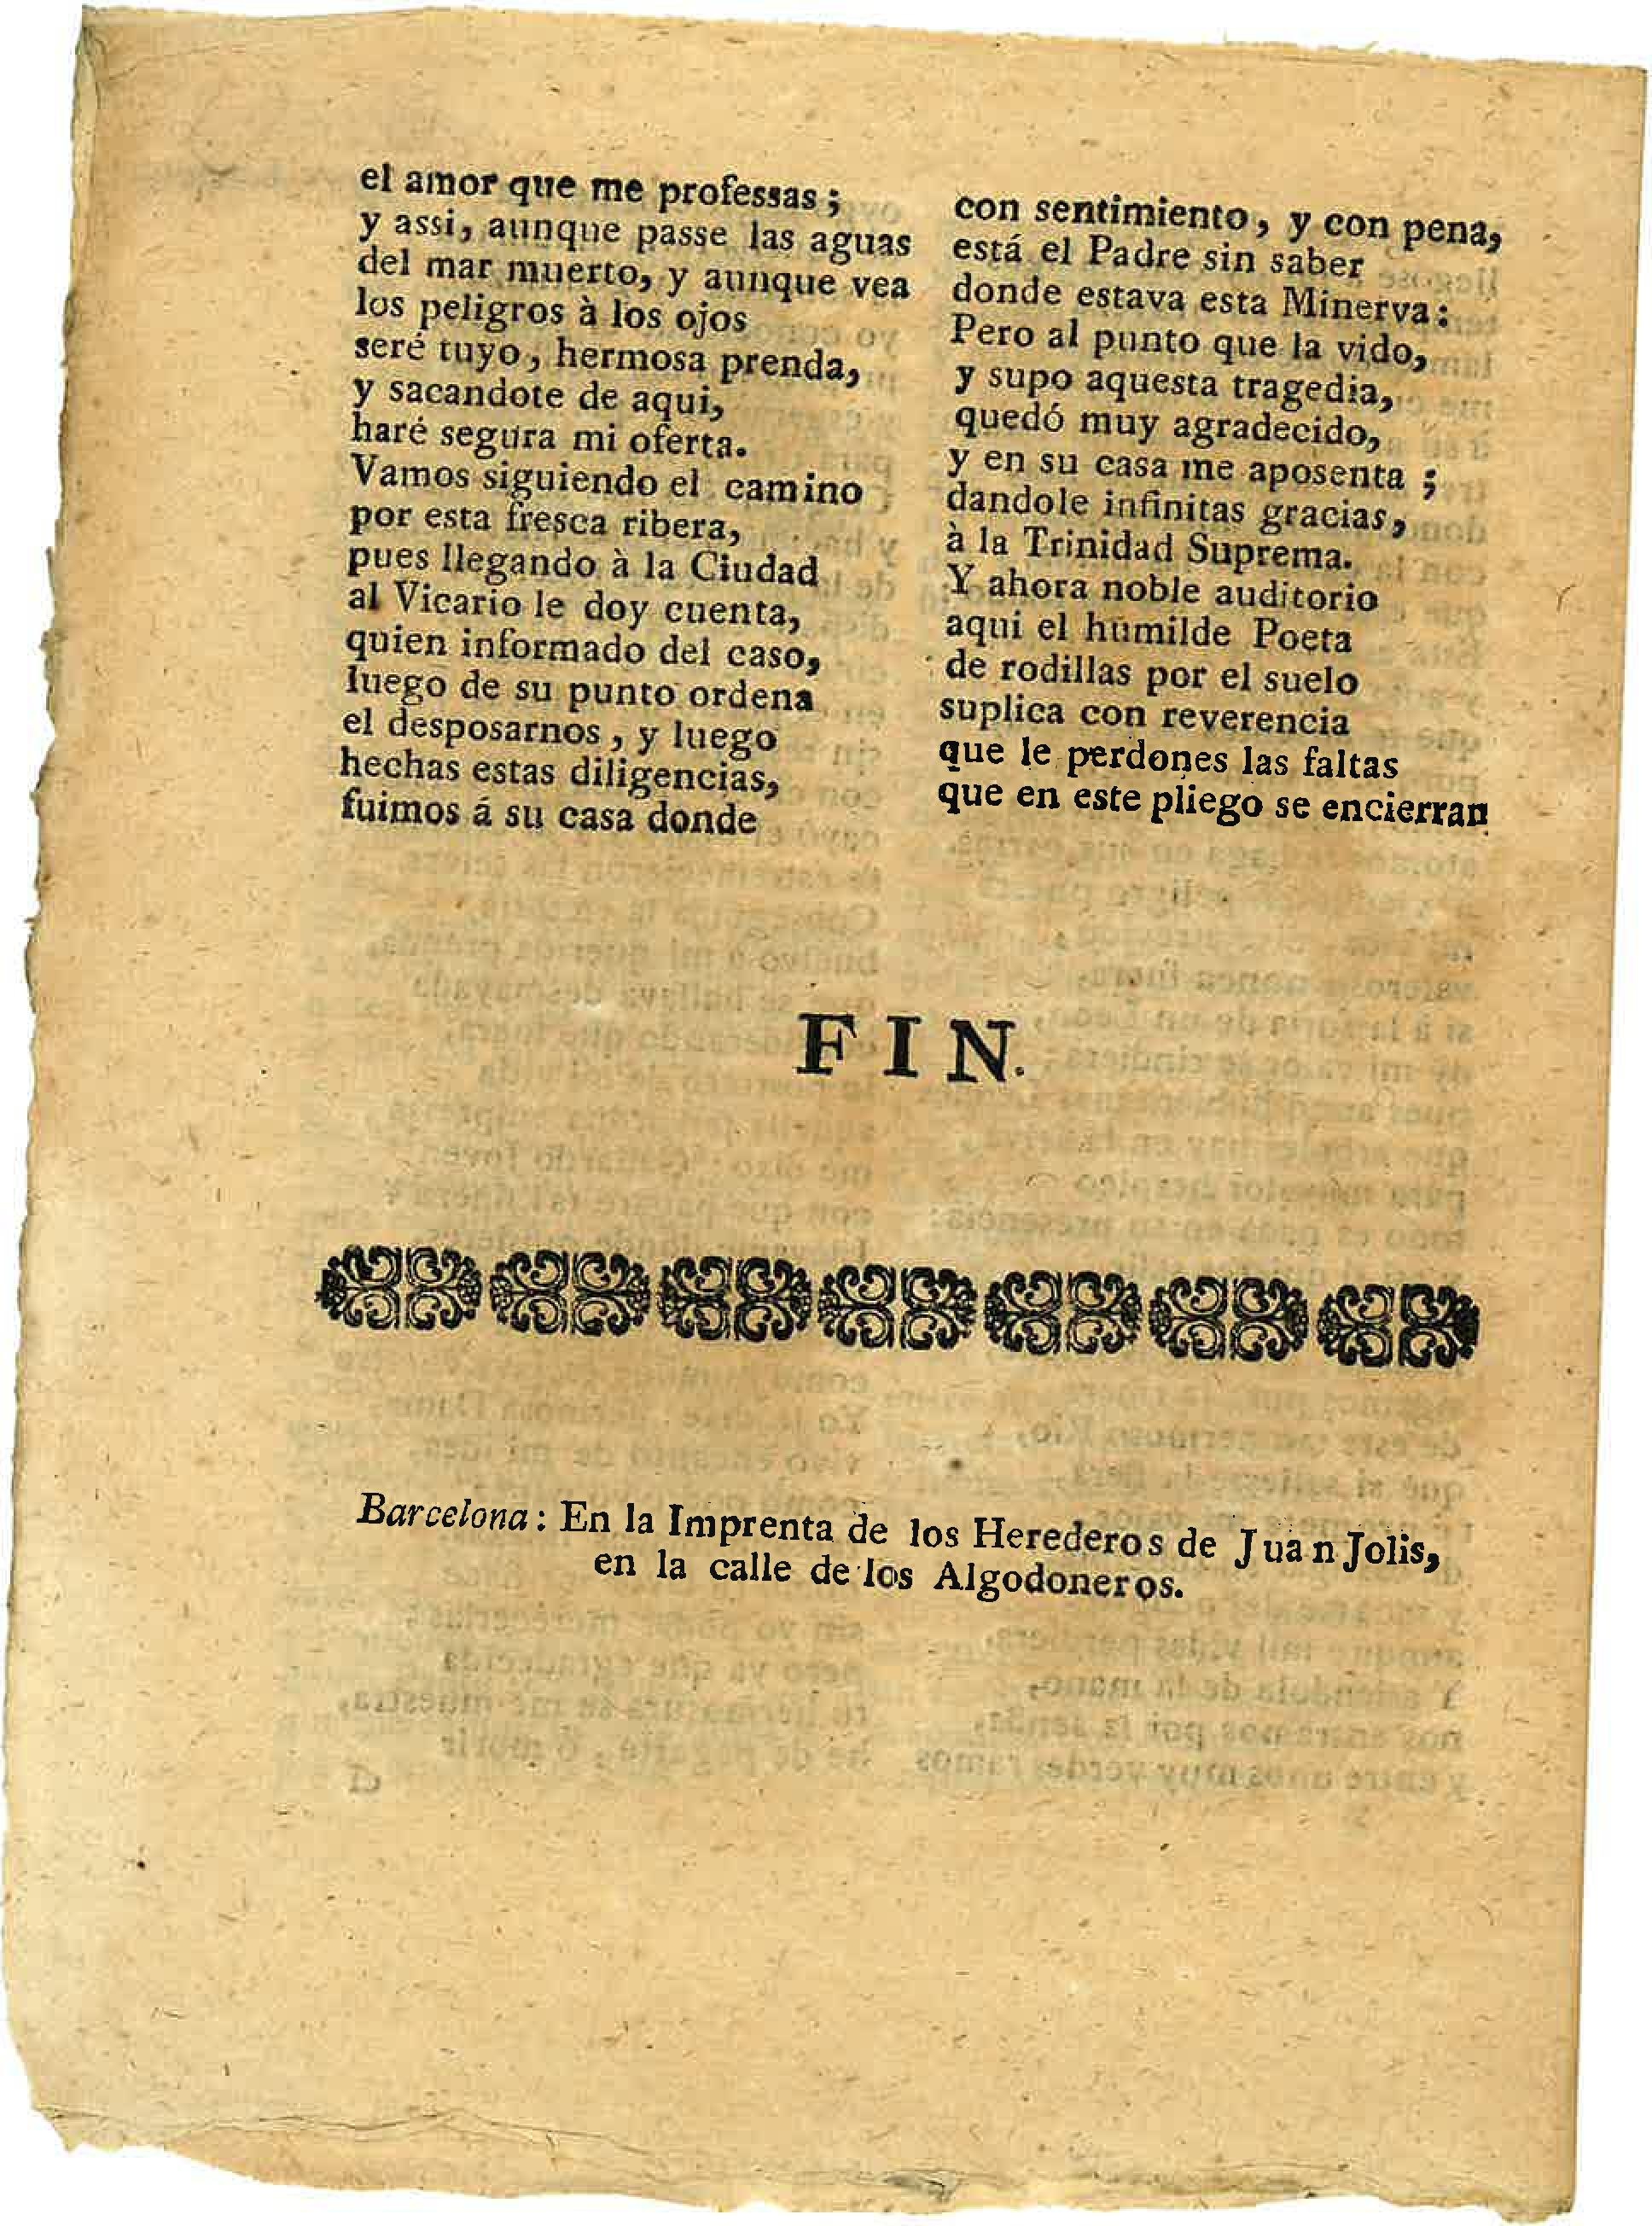 el amor que me professas ;
y assi, aunque passe las aguas
del mar muerto, y aunque vea
los peligros à los ojos
seré tuyo, hermosa prenda,
y sacandote de aqui,
haré segura mi oferta.
Vamos siguiendo el camino
por esta fresca ribera,
pues llegando à la Ciudad
al Vicario le doy cuenta,
quien informado del caso,
luego de su punto ordena
el desposarnos , y luego
hechas estas diligencias,
fuimos á su casa donde
con sentimiento , y con pena,
está el Padre sin saber
donde estava esta Minerva :
Pero al punto que la vido,
y supo aquesta tragedia,
quedó muy agradecido,
y en su casa me aposenta ;
dandole infinitas gracias,
à la Trinidad Suprema.
Y ahora noble auditorio
aqui el humilde Poeta
de rodillas por el suelo
suplica con reverencia
que le perdones las faltas
que en este pliego se encierran
FIN.
Barcelona : En la Imprenta de los Herederos de Juan Jolis,
en la calle de los Algodoneros.